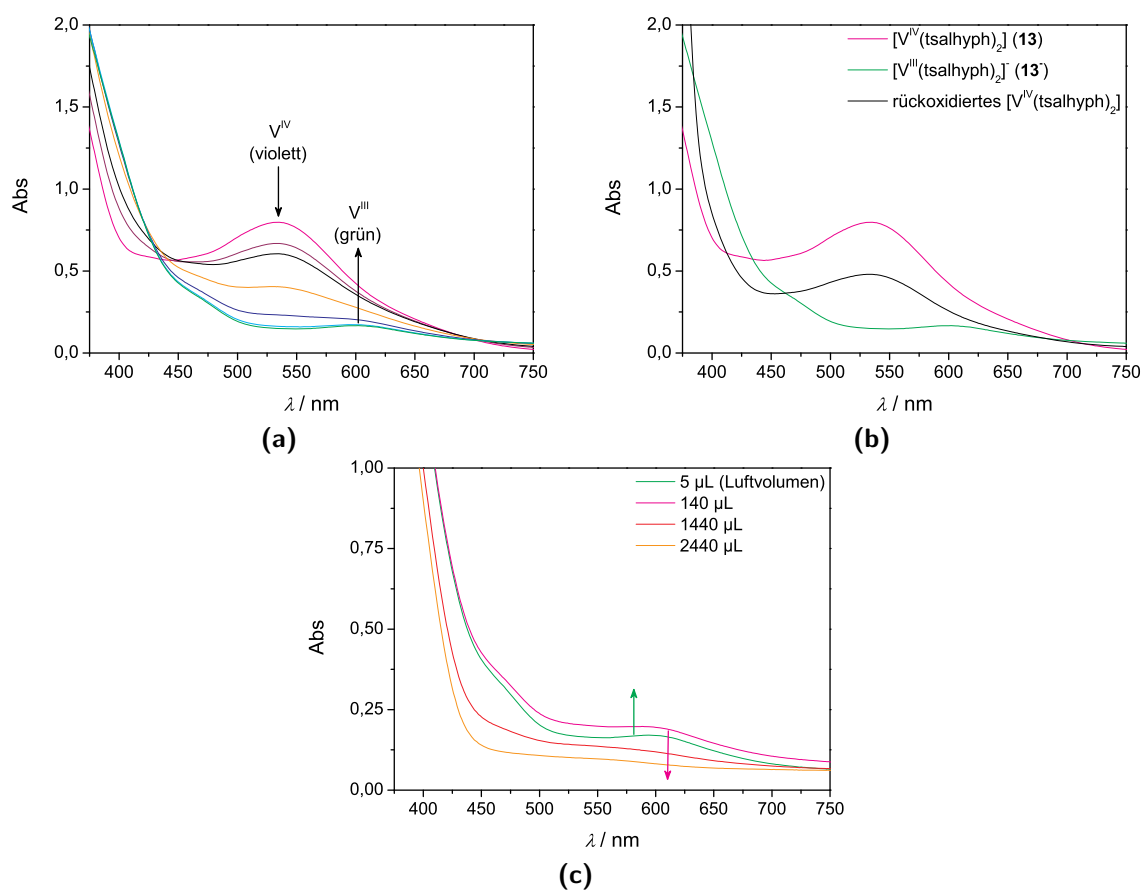 2,0
1,5
1,0
0,5
0,0
Abs
V^IV
(violett)
V^III
(grün)
400 450 500 550 600 650 700 750
λ / nm
(a)
2,0
1,5
1,0
0,5
0,0
Abs
[V^IV(tsalhyph)_2] (13)
[V^III(tsalhyph)_2]^- (13^-)
rückoxidiertes [V^IV(tsalhyph)_2]
400 450 500 550 600 650 700 750
λ / nm
(b)
1,00
0,75
0,50
0,25
0,00
Abs
5 µL (Luftvolumen)
140 µL
1440 µL
2440 µL
400 450 500 550 600 650 700 750
λ / nm
(c)